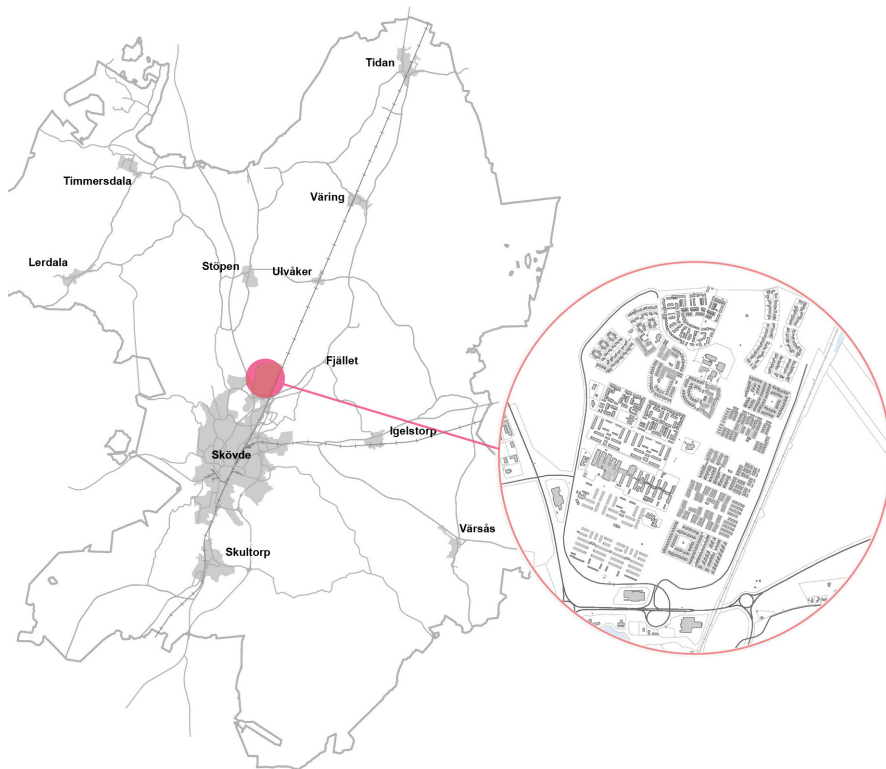 Tidan
Timmersdala
Väring
Lerdala
Stöpen
Ulvåker
Fjället
Igelstorp
Skövde
Värsås
Skultorp